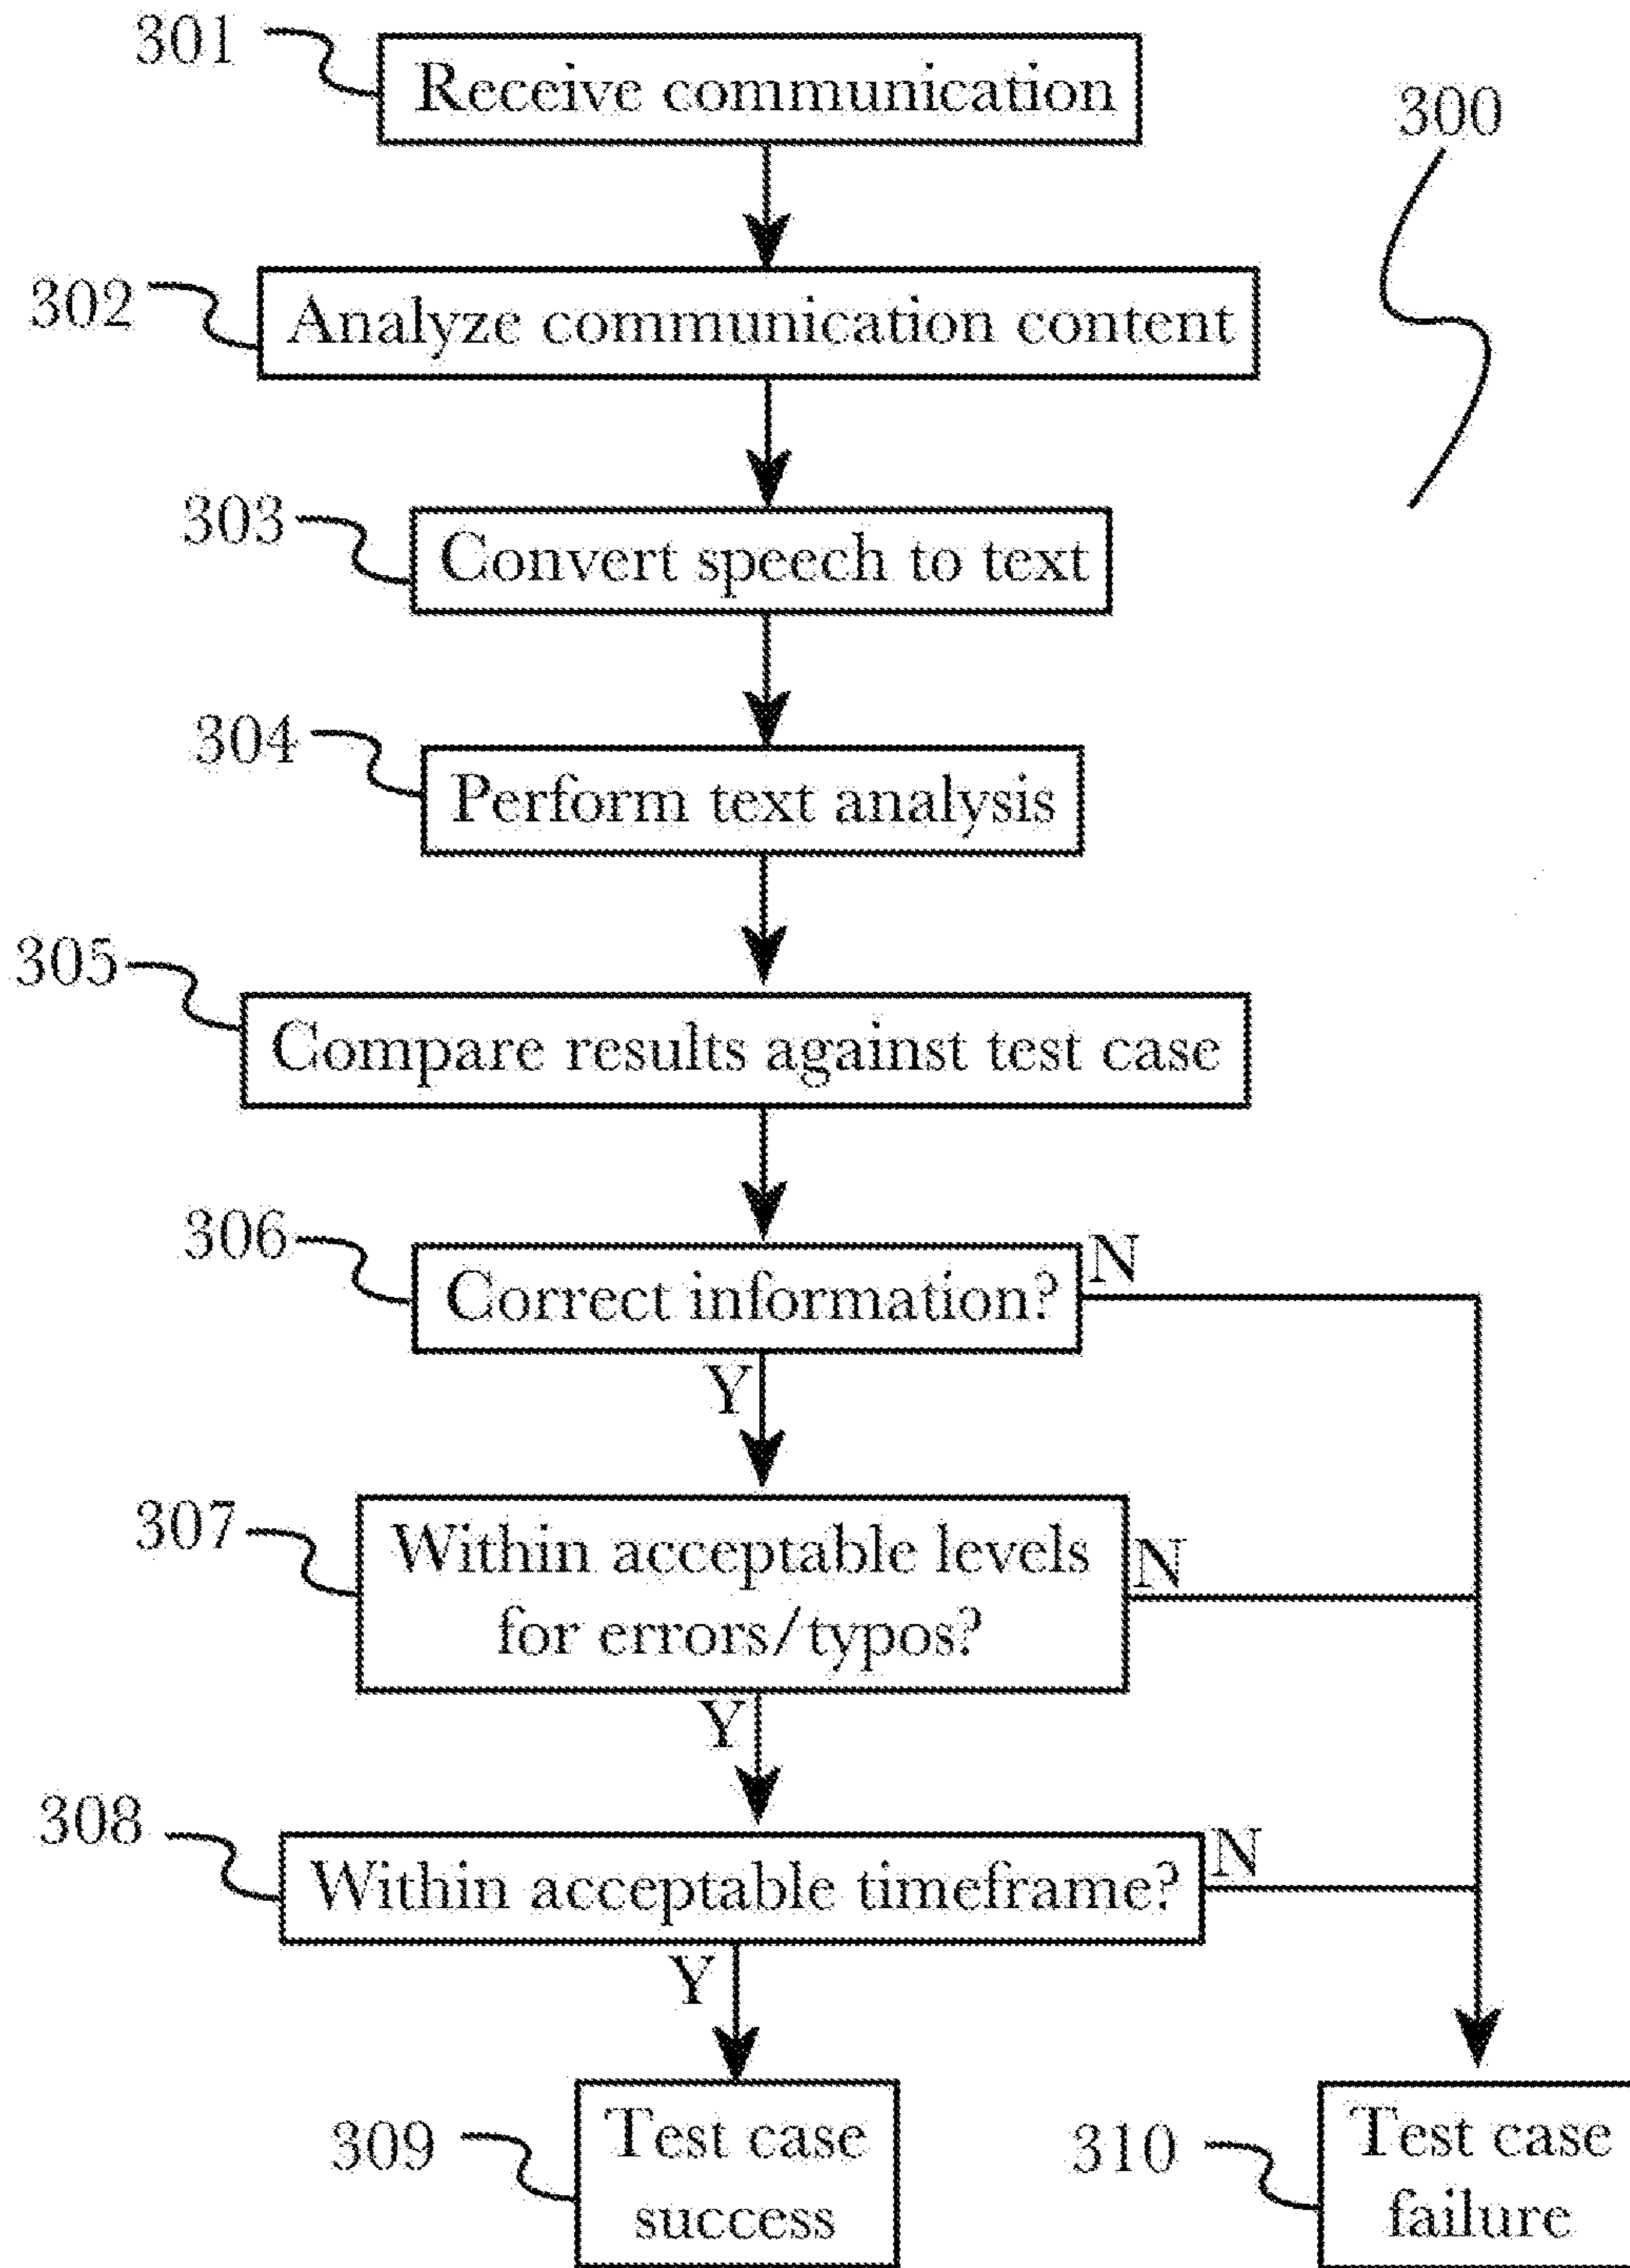 301
Receive communication
300
302
Analyze communication content
303
Convert speech to text
304
Perform text analysis
305
Compare results against test case
306
Correct information?
N
Y
307
Within acceptable levels
for errors/typos?
N
Y
308
Within acceptable timeframe?
N
Y
309
Test case
success
310
Test case
failure